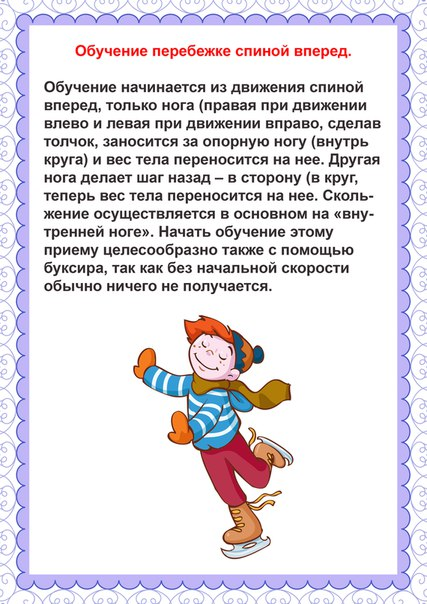 Обучение перебежке спиной вперед.
Обучение начинается из движения спиной
вперед, только нога (правая при движении
влево и левая при движении вправо, сделав
толчок, заносится за опорную ногу (внутрь
круга) и вес тела переносится на нее. Другая
нога делает шаг назад – в сторону (в круг,
теперь вес тела переносится на нее. Сколь-
жение осуществляется в основном на «вну-
тренней ноге». Начать обучение этому
приему целесообразно также с помощью
буксира, так как без начальной скорости
обычно ничего не получается.